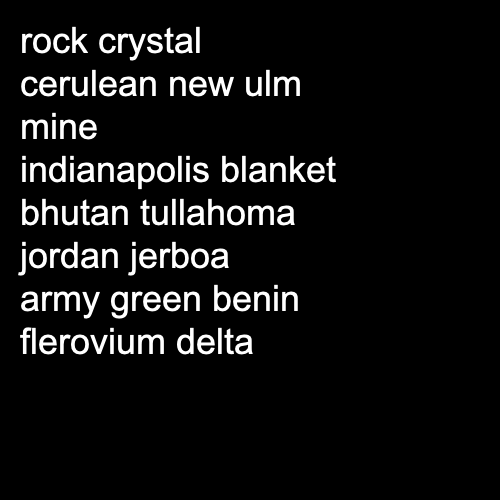 rock crystal
cerulean new ulm
mine
indianapolis blanket
bhutan tullahoma
jordan jerboa
army green benin
flerovium delta